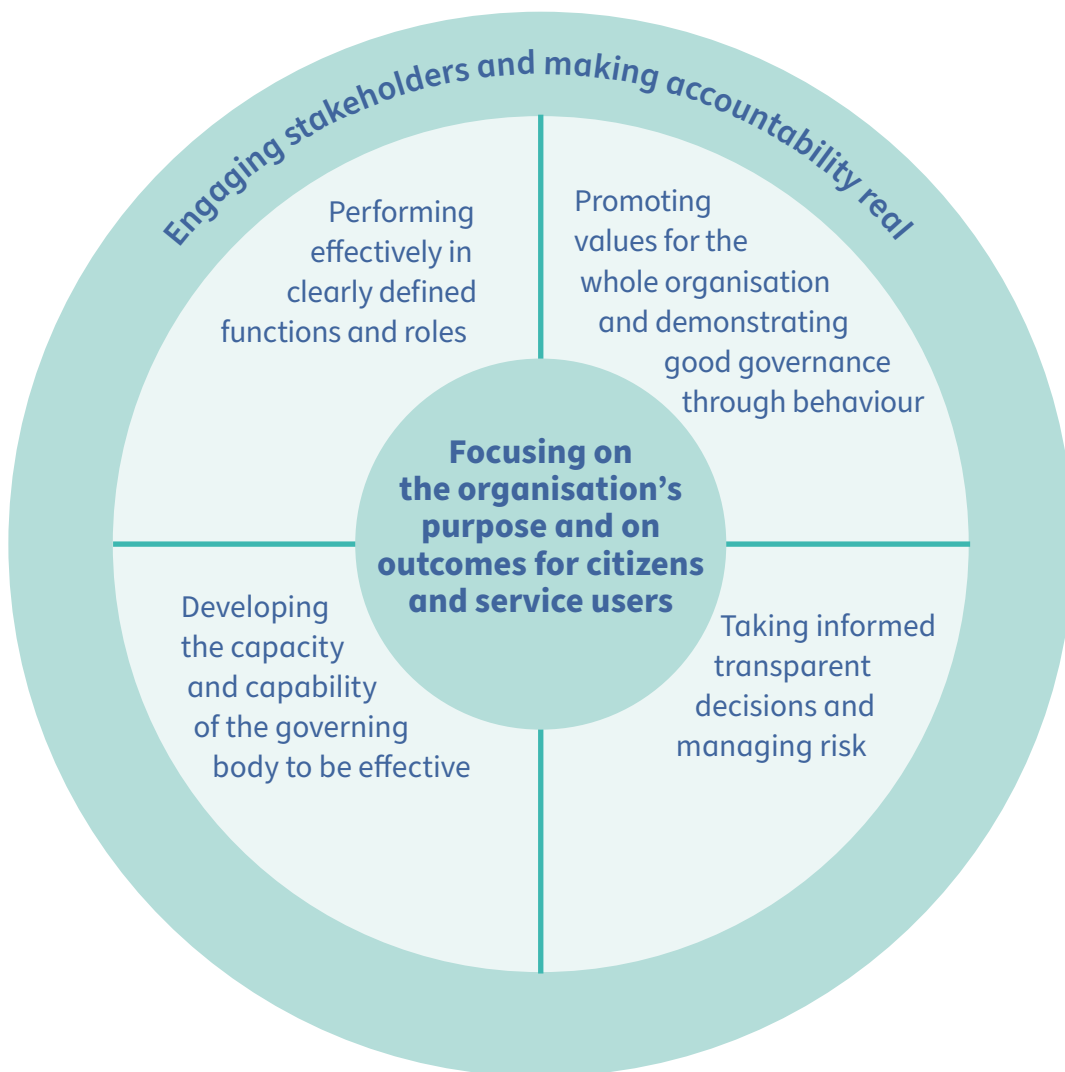 Engaging stakeholders and making accountability real
Performing
effectively in
clearly defined
functions and roles
Promoting
values for the
whole organisation
and demonstrating
good governance
through behaviour
Focusing on
the organisation’s
purpose and on
outcomes for citizens
and service users
Developing
the capacity
and capability
of the governing
body to be effective
Taking informed
transparent
decisions and
managing risk